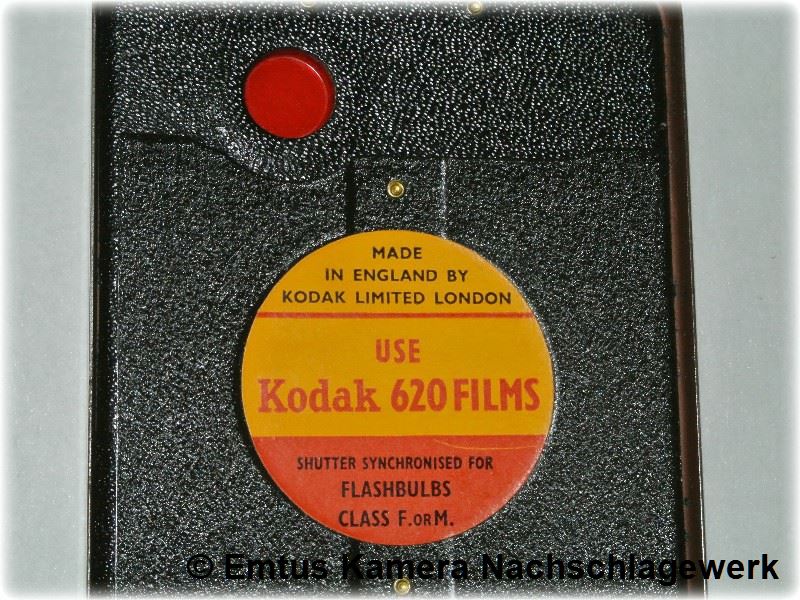 MADE
IN ENGLAND BY
KODAK LIMITED LONDON
USE
Kodak 620 FILMS
SHUTTER SYNCHRONISED FOR
FLASHBULBS
CLASS F. OR M.
© Emtus Kamera Nachschlagewerk